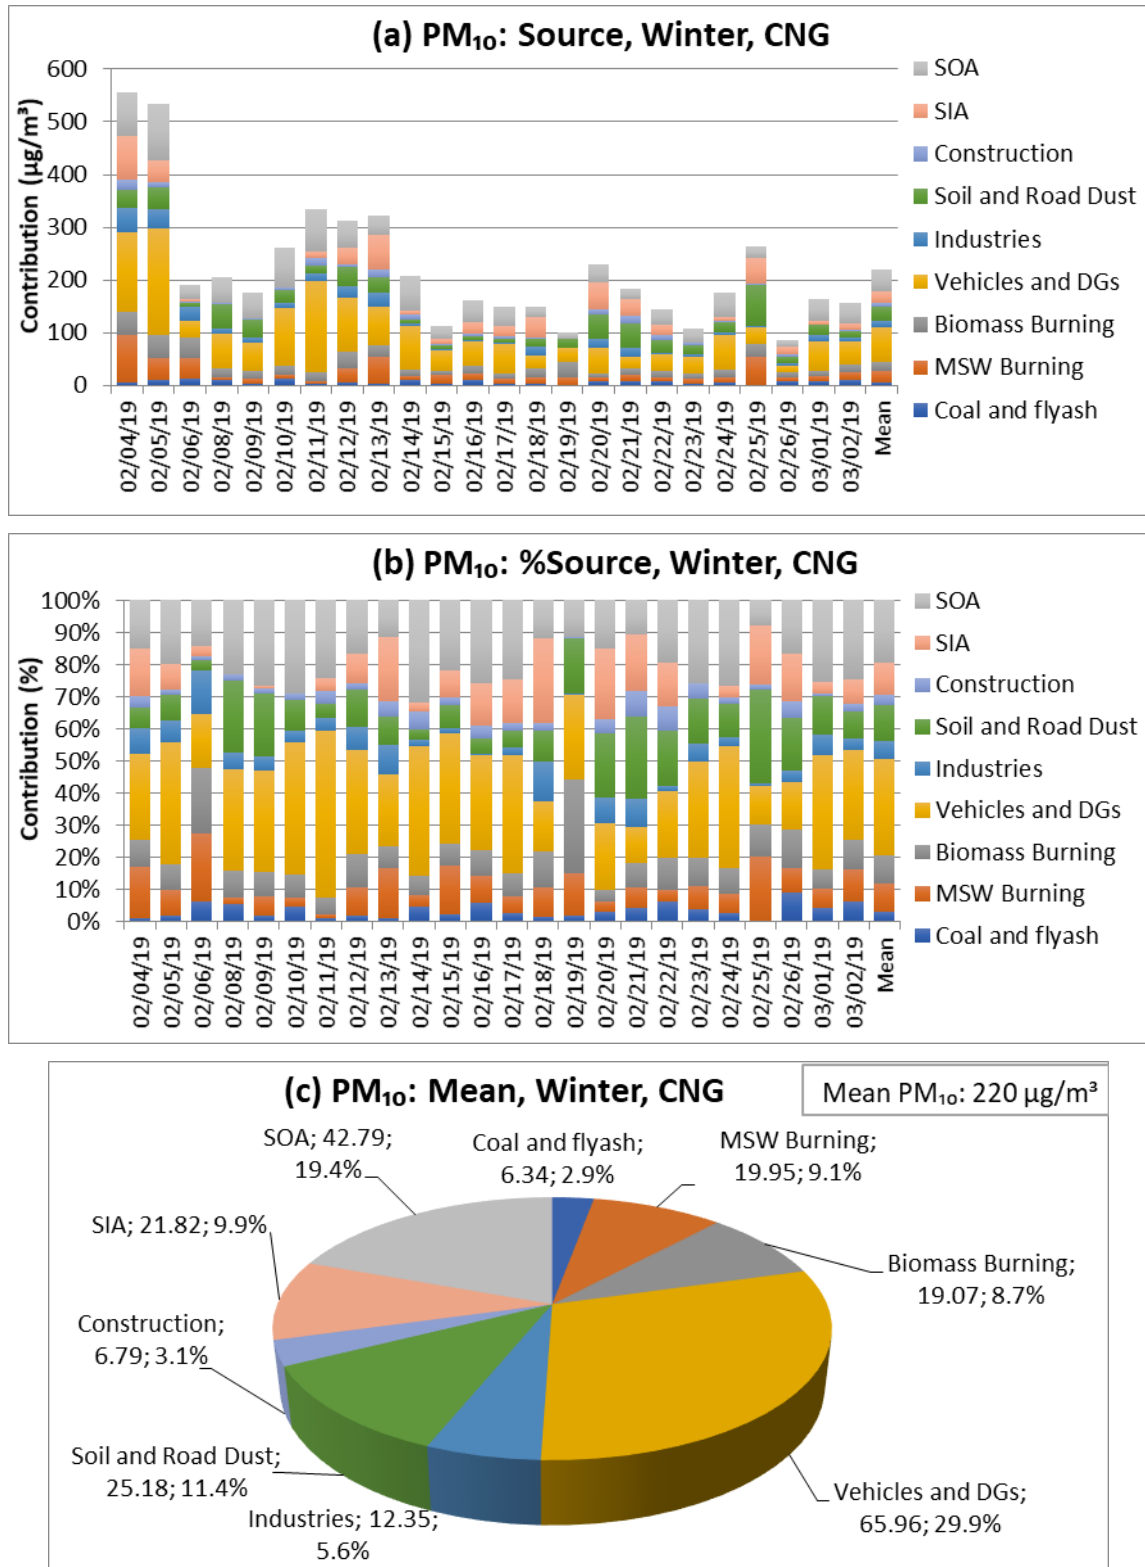 (a) PM₁₀: Source, Winter, CNG
Contribution (µg/m³)
600
500
400
300
200
100
0
SOA
SIA
Construction
Soil and Road Dust
Industries
Vehicles and DGs
Biomass Burning
MSW Burning
Coal and flyash
02/04/19
02/05/19
02/06/19
02/08/19
02/09/19
02/10/19
02/11/19
02/12/19
02/13/19
02/14/19
02/15/19
02/16/19
02/17/19
02/18/19
02/19/19
02/20/19
02/21/19
02/22/19
02/23/19
02/24/19
02/25/19
02/26/19
03/01/19
03/02/19
Mean
(b) PM₁₀: %Source, Winter, CNG
Contribution (%)
100%
90%
80%
70%
60%
50%
40%
30%
20%
10%
0%
SOA
SIA
Construction
Soil and Road Dust
Industries
Vehicles and DGs
Biomass Burning
MSW Burning
Coal and flyash
02/04/19
02/05/19
02/06/19
02/08/19
02/09/19
02/10/19
02/11/19
02/12/19
02/13/19
02/14/19
02/15/19
02/16/19
02/17/19
02/18/19
02/19/19
02/20/19
02/21/19
02/22/19
02/23/19
02/24/19
02/25/19
02/26/19
03/01/19
03/02/19
Mean
(c) PM₁₀: Mean, Winter, CNG
Mean PM₁₀: 220 µg/m³
SOA; 42.79;
19.4%
Coal and flyash;
6.34; 2.9%
MSW Burning;
19.95; 9.1%
SIA; 21.82; 9.9%
Biomass Burning;
19.07; 8.7%
Construction;
6.79; 3.1%
Soil and Road Dust;
25.18; 11.4%
Industries; 12.35;
5.6%
Vehicles and DGs;
65.96; 29.9%